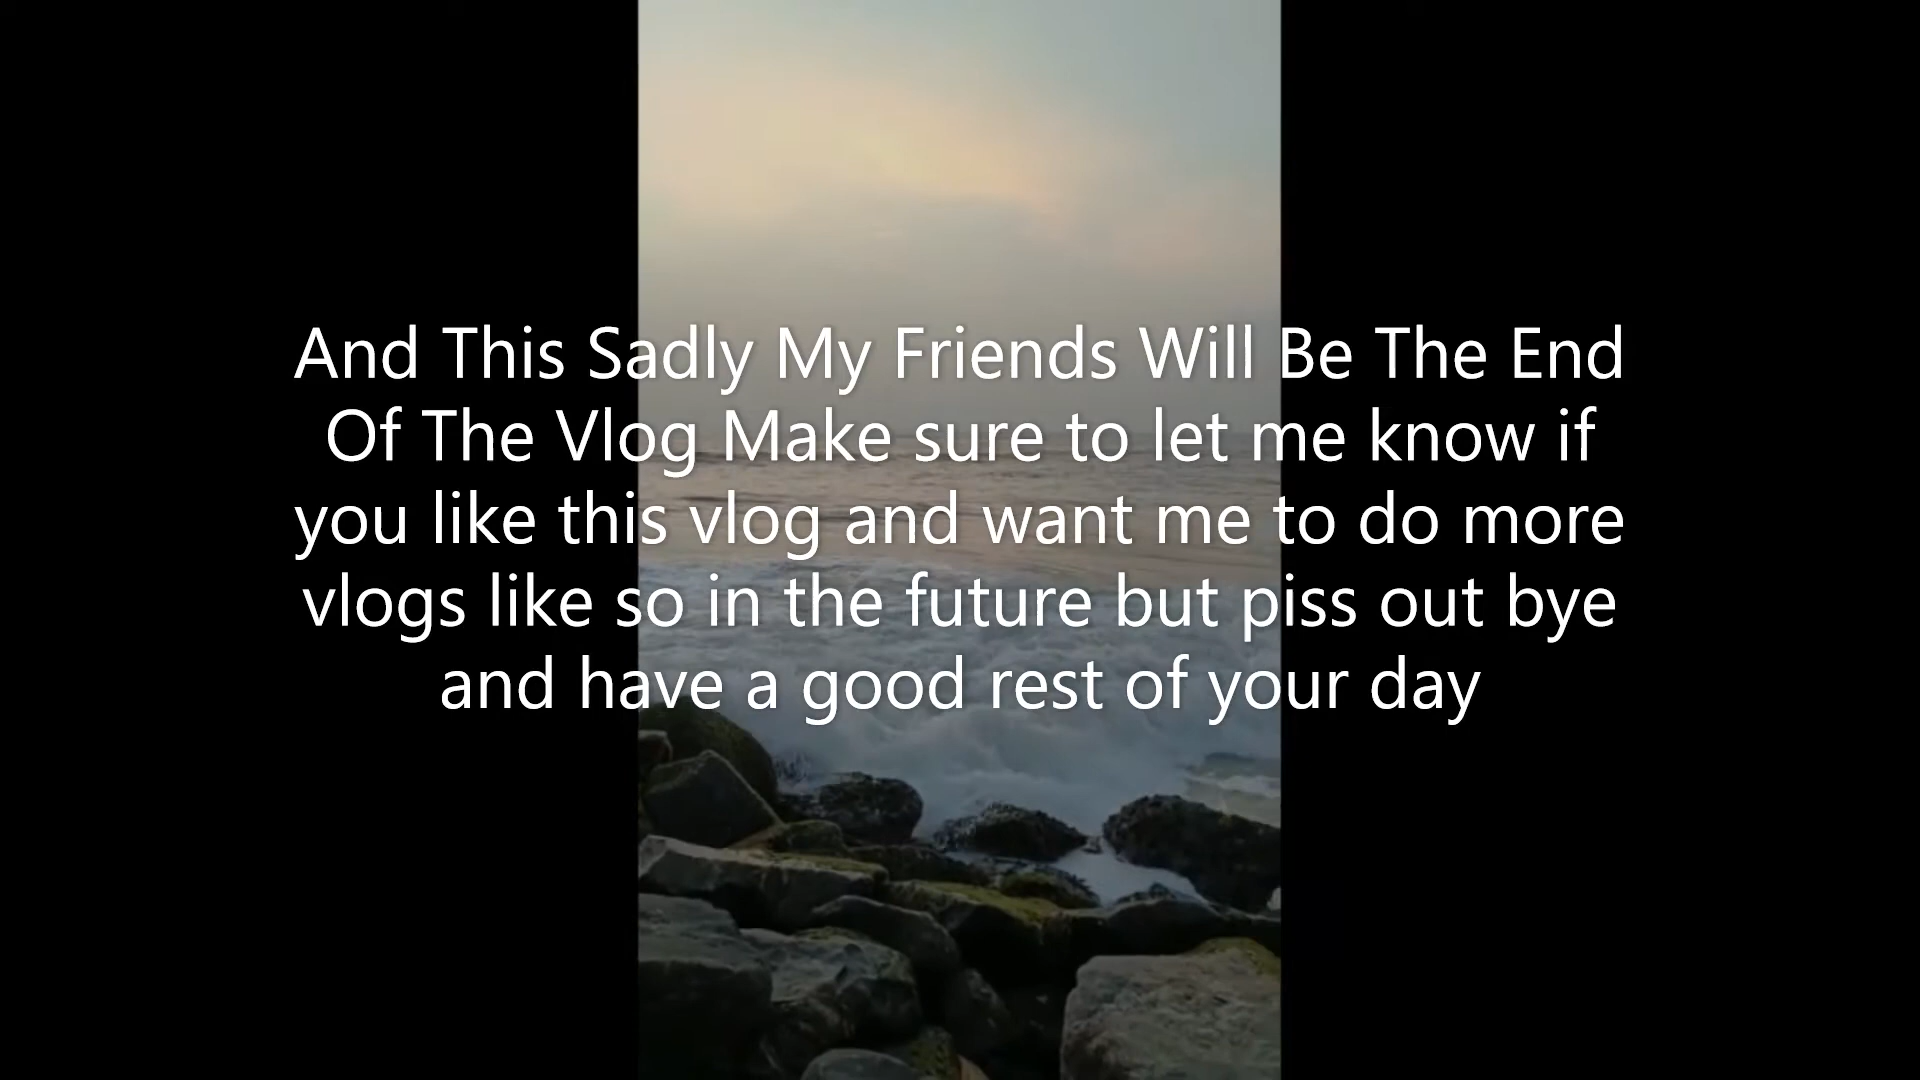 And This Sadly My Friends Will Be The End
Of The Vlog Make sure to let me know if
you like this vlog and want me to do more
vlogs like so in the future but piss out bye
and have a good rest of your day